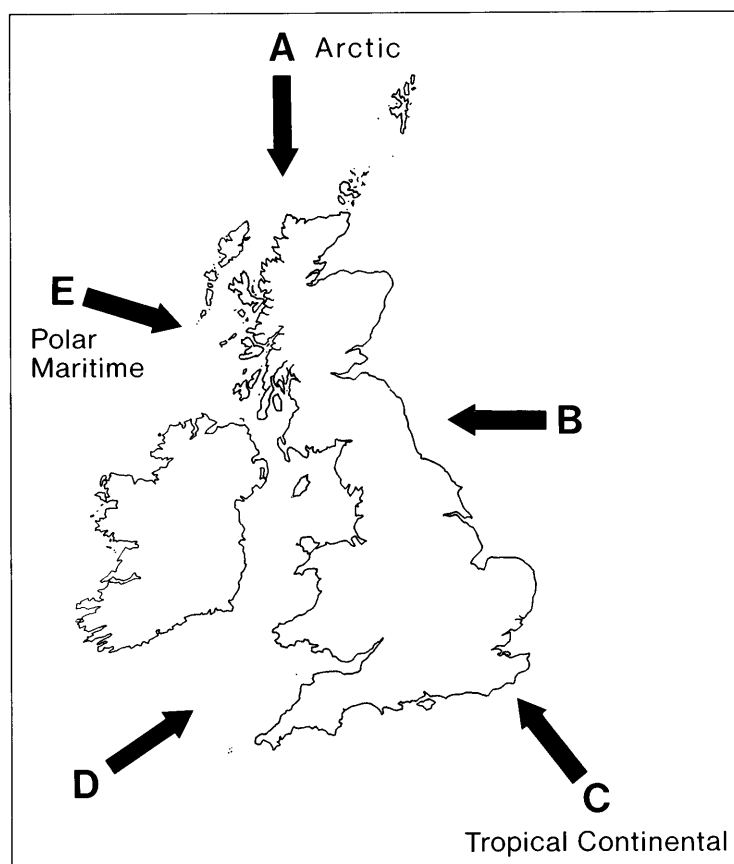 A Arctic
E
Polar
Maritime
B
D
C
Tropical Continental